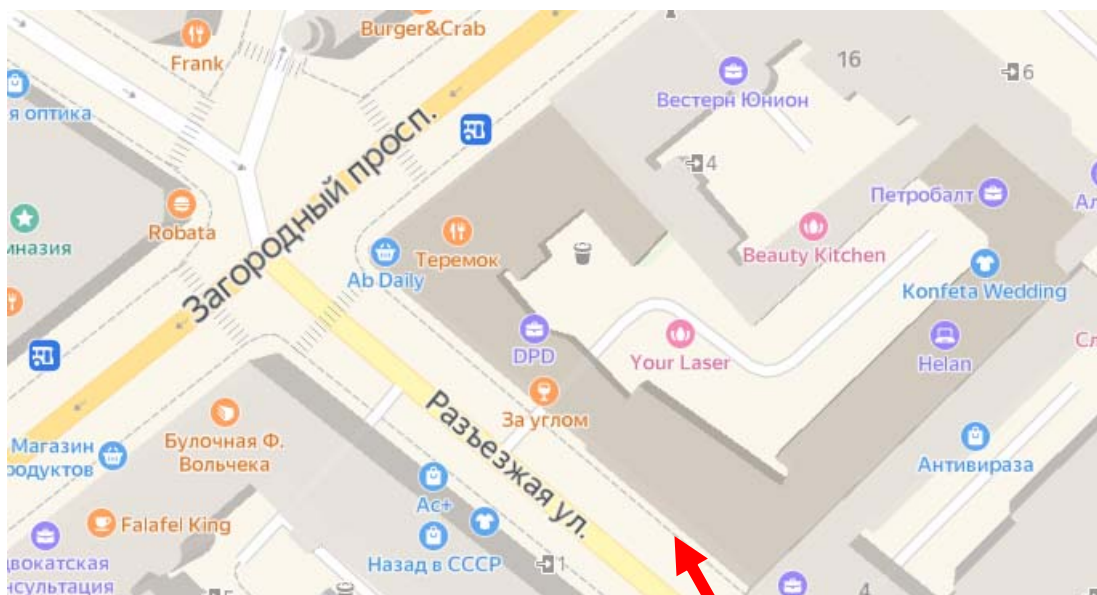 Burger&Crab
Frank
16
6
Вестерн Юнион
я оптика
Загородный просп.
4
Петробалт
Robata
мназия
Теремок
Ab Daily
Beauty Kitchen
Konfeta Wedding
DPD
Your Laser
Helan
За углом
Разъезжая ул.
Булочная Ф.
Вольчека
Магазин
родуктов
Антивираза
Ас+
Falafel King
Назад в СССР
1
двокатская
нсультация
4